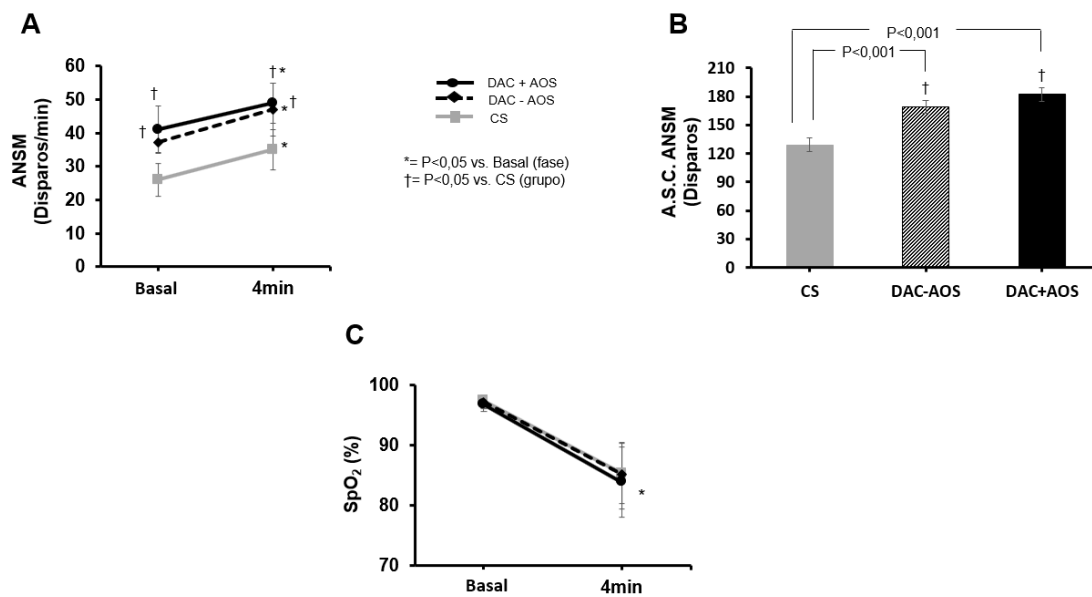 A
ANSM
(Disparos/min)
60
50
40
30
20
10
0
†
†
† *
†
*
*
Basal
4min
DAC + AOS
DAC - AOS
CS
*= P<0,05 vs. Basal (fase)
†= P<0,05 vs. CS (grupo)
B
P<0,001
P<0,001
A.S.C. ANSM
(Disparos)
210
180
150
120
90
60
30
0
†
†
CS
DAC-AOS
DAC+AOS
C
SpO₂ (%)
100
90
80
70
*
Basal
4min